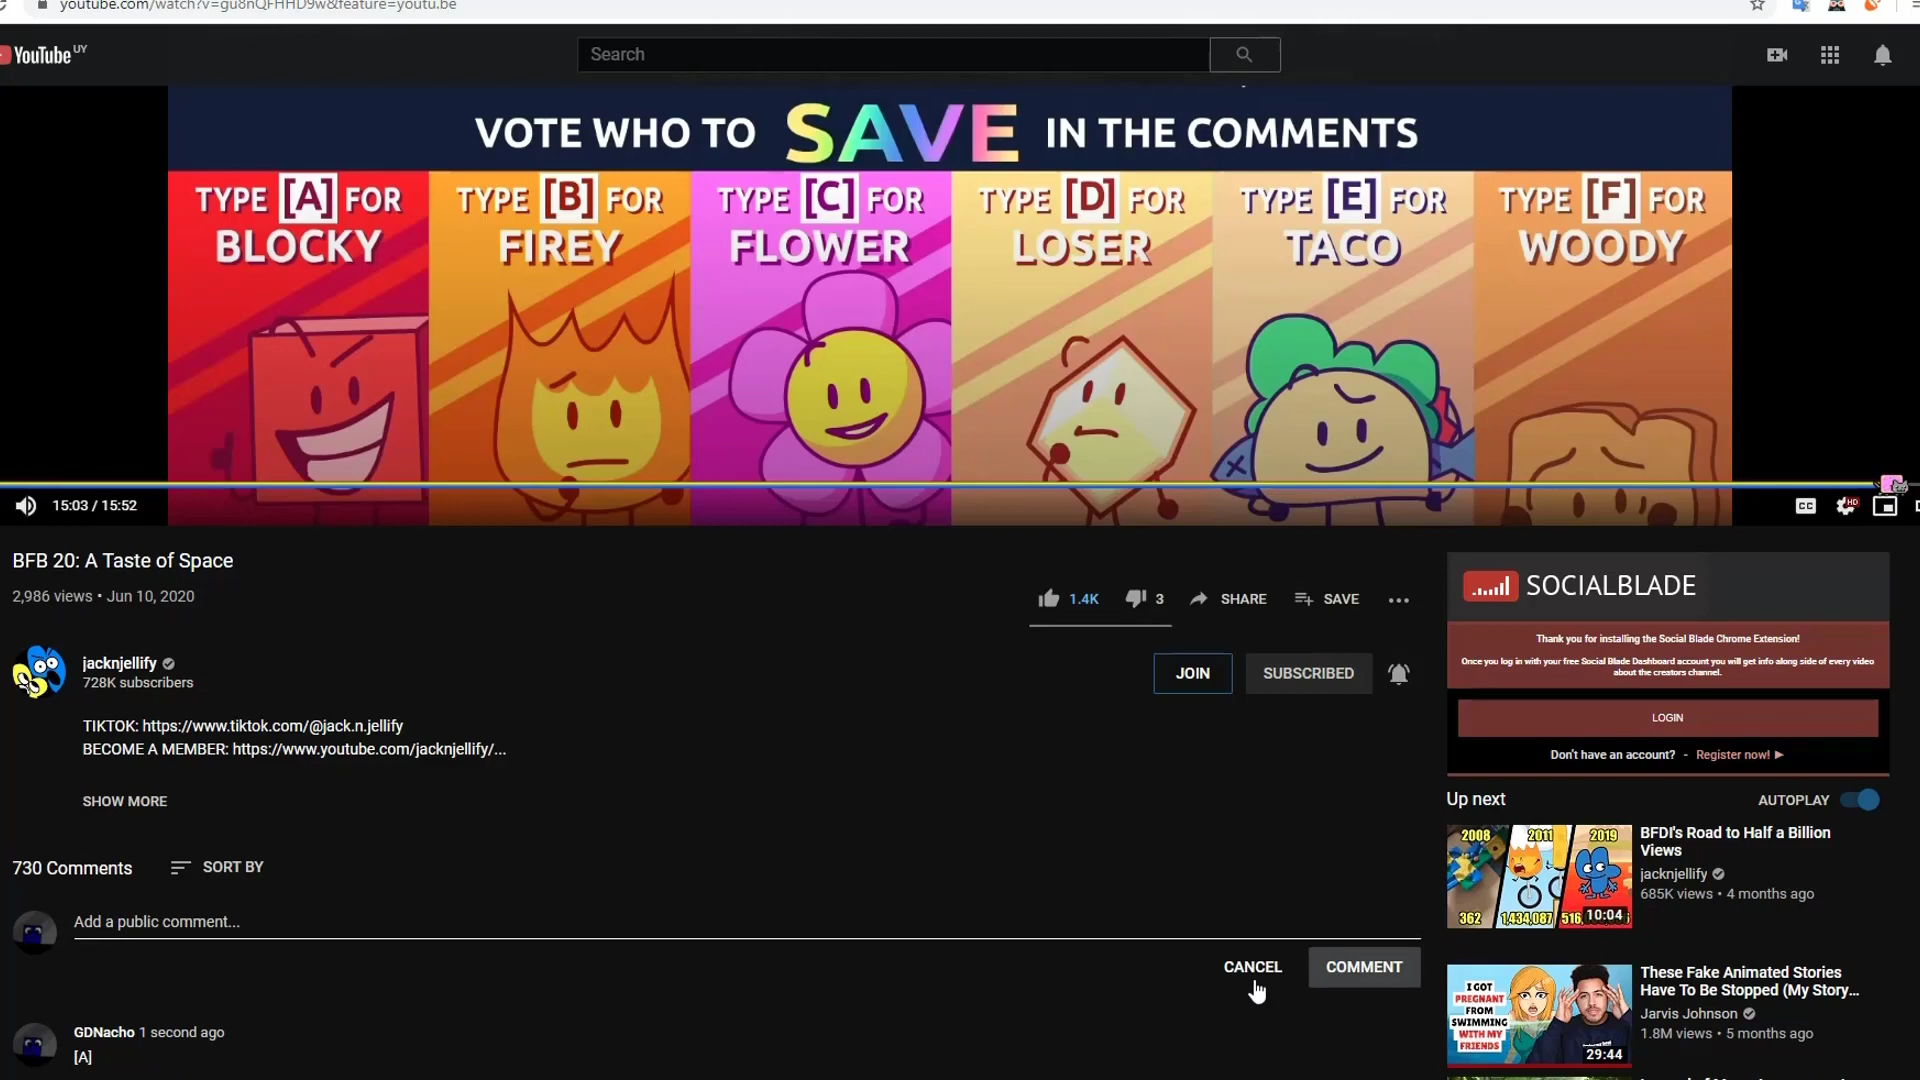 youtube.com/watch?v=gu8nQFHHD9w&feature=youtu.be
YouTube UY
Search
VOTE WHO TO SAVE IN THE COMMENTS
TYPE [A] FOR BLOCKY
TYPE [B] FOR FIREY
TYPE [C] FOR FLOWER
TYPE [D] FOR LOSER
TYPE [E] FOR TACO
TYPE [F] FOR WOODY
15:03 / 15:52
CC
HD
BFB 20: A Taste of Space
2,986 views • Jun 10, 2020
1.4K
3
SHARE
SAVE
jacknjellify
728K subscribers
JOIN
SUBSCRIBED
TIKTOK: https://www.tiktok.com/@jack.n.jellify
BECOME A MEMBER: https://www.youtube.com/jacknjellify/...
SHOW MORE
730 Comments
SORT BY
Add a public comment...
CANCEL
COMMENT
GDNacho 1 second ago
[A]
SOCIALBLADE
Thank you for installing the Social Blade Chrome Extension!
Once you log in with your free Social Blade Dashboard account you will get info along side of every video
about the creators channel.
LOGIN
Don't have an account? - Register now! ▶
Up next
AUTOPLAY
2008
2011
2019
362
1,434,087
10:04
BFDI's Road to Half a Billion
Views
jacknjellify
685K views • 4 months ago
I GOT
PREGNANT
FROM
SWIMMING
WITH MY
FRIENDS
29:44
These Fake Animated Stories
Have To Be Stopped (My Story...
Jarvis Johnson
1.8M views • 5 months ago